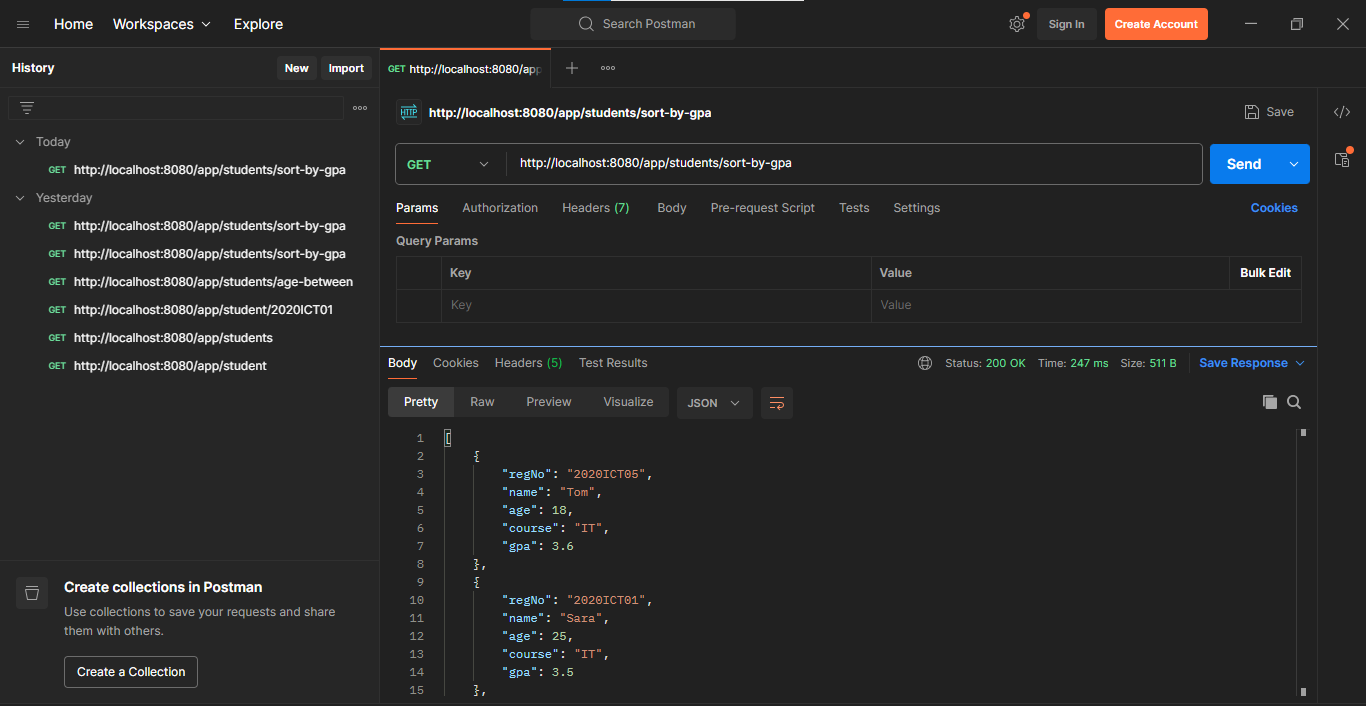 Home Workspaces Explore Search Postman Sign In Create Account
History New Import
Today
GET http://localhost:8080/app/students/sort-by-gpa
Yesterday
GET http://localhost:8080/app/students/sort-by-gpa
GET http://localhost:8080/app/students/sort-by-gpa
GET http://localhost:8080/app/students/age-between
GET http://localhost:8080/app/student/2020ICT01
GET http://localhost:8080/app/students
GET http://localhost:8080/app/student
Create collections in Postman
Use collections to save your requests and share
them with others.
Create a Collection
GET http://localhost:8080/app
HTTP http://localhost:8080/app/students/sort-by-gpa Save
GET http://localhost:8080/app/students/sort-by-gpa Send
Params Authorization Headers (7) Body Pre-request Script Tests Settings Cookies
Query Params
Key Value Bulk Edit
Key Value
Body Cookies Headers (5) Test Results Status: 200 OK Time: 247 ms Size: 511 B Save Response
Pretty Raw Preview Visualize JSON
1 [
2 {
3 "regNo": "2020ICT05",
4 "name": "Tom",
5 "age": 18,
6 "course": "IT",
7 "gpa": 3.6
8 },
9 {
10 "regNo": "2020ICT01",
11 "name": "Sara",
12 "age": 25,
13 "course": "IT",
14 "gpa": 3.5
15 },